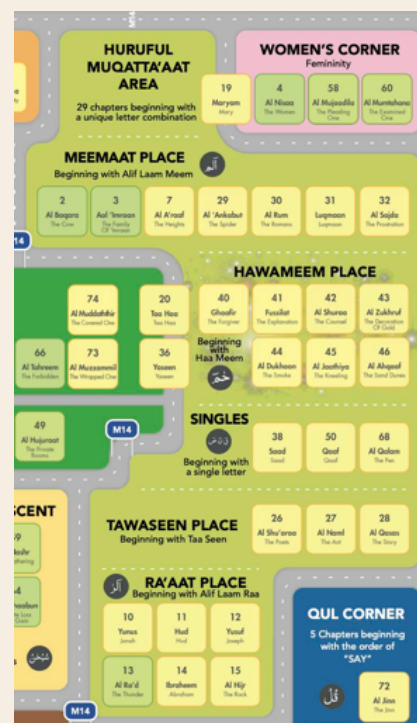 M14
HURUFUL
MUQATTA'AAT
AREA
29 chapters beginning with
a unique letter combination
WOMEN'S CORNER
Femininity
19
Maryam
Mary
4
Al Nisaa
The Women
58
Al Mujaadila
The Pleading
One
60
Al Mumtahana
The Examined
One
MEEMAAT PLACE
Beginning with Alif Laam Meem
الٓمٓ
2
Al Baqara
The Cow
3
Aal 'Imraan
The Family
Of 'Imraan
7
Al A'raaf
The Heights
29
Al 'Ankabut
The Spider
30
Al Rum
The Romans
31
Luqmaan
Luqmaan
32
Al Sajda
The Prostration
M14
HAWAMEEM PLACE
74
Al Muddaththir
The Covered One
20
Taa Haa
Taa Haa
40
Ghaafir
The Forgiver
41
Fussilat
The Explanation
42
Al Shuraa
The Counsel
43
Al Zukhruf
The Decoration
Of Gold
Beginning
with
Haa Meem
حٓمٓ
66
Al Tahreem
The Forbidden
73
Al Muzzammil
The Wrapped One
36
Yaseen
Yaseen
44
Al Dukhaan
The Smoke
45
Al Jaathiya
The Kneeling
46
Al Ahqaaf
The Sand Dunes
49
Al Hujuraat
The Private
Rooms
M14
SINGLES
Beginning with
a single letter
38
Saad
Saad
50
Qaaf
Qaaf
68
Al Qalam
The Pen
SCENT
TAWASEEN PLACE
Beginning with Taa Seen
26
Al Shu'araa
The Poets
27
Al Naml
The Ant
28
Al Qasas
The Story
RA'AAT PLACE
Beginning with Alif Laam Raa
الٓر
10
Yunus
Jonah
11
Hud
Hud
12
Yusuf
Joseph
13
Al Ra'd
The Thunder
14
Ibraheem
Abraham
15
Al Hijr
The Rock
QUL CORNER
5 Chapters beginning
with the order of
"SAY"
قُلْ
72
Al Jinn
The Jinn
M14